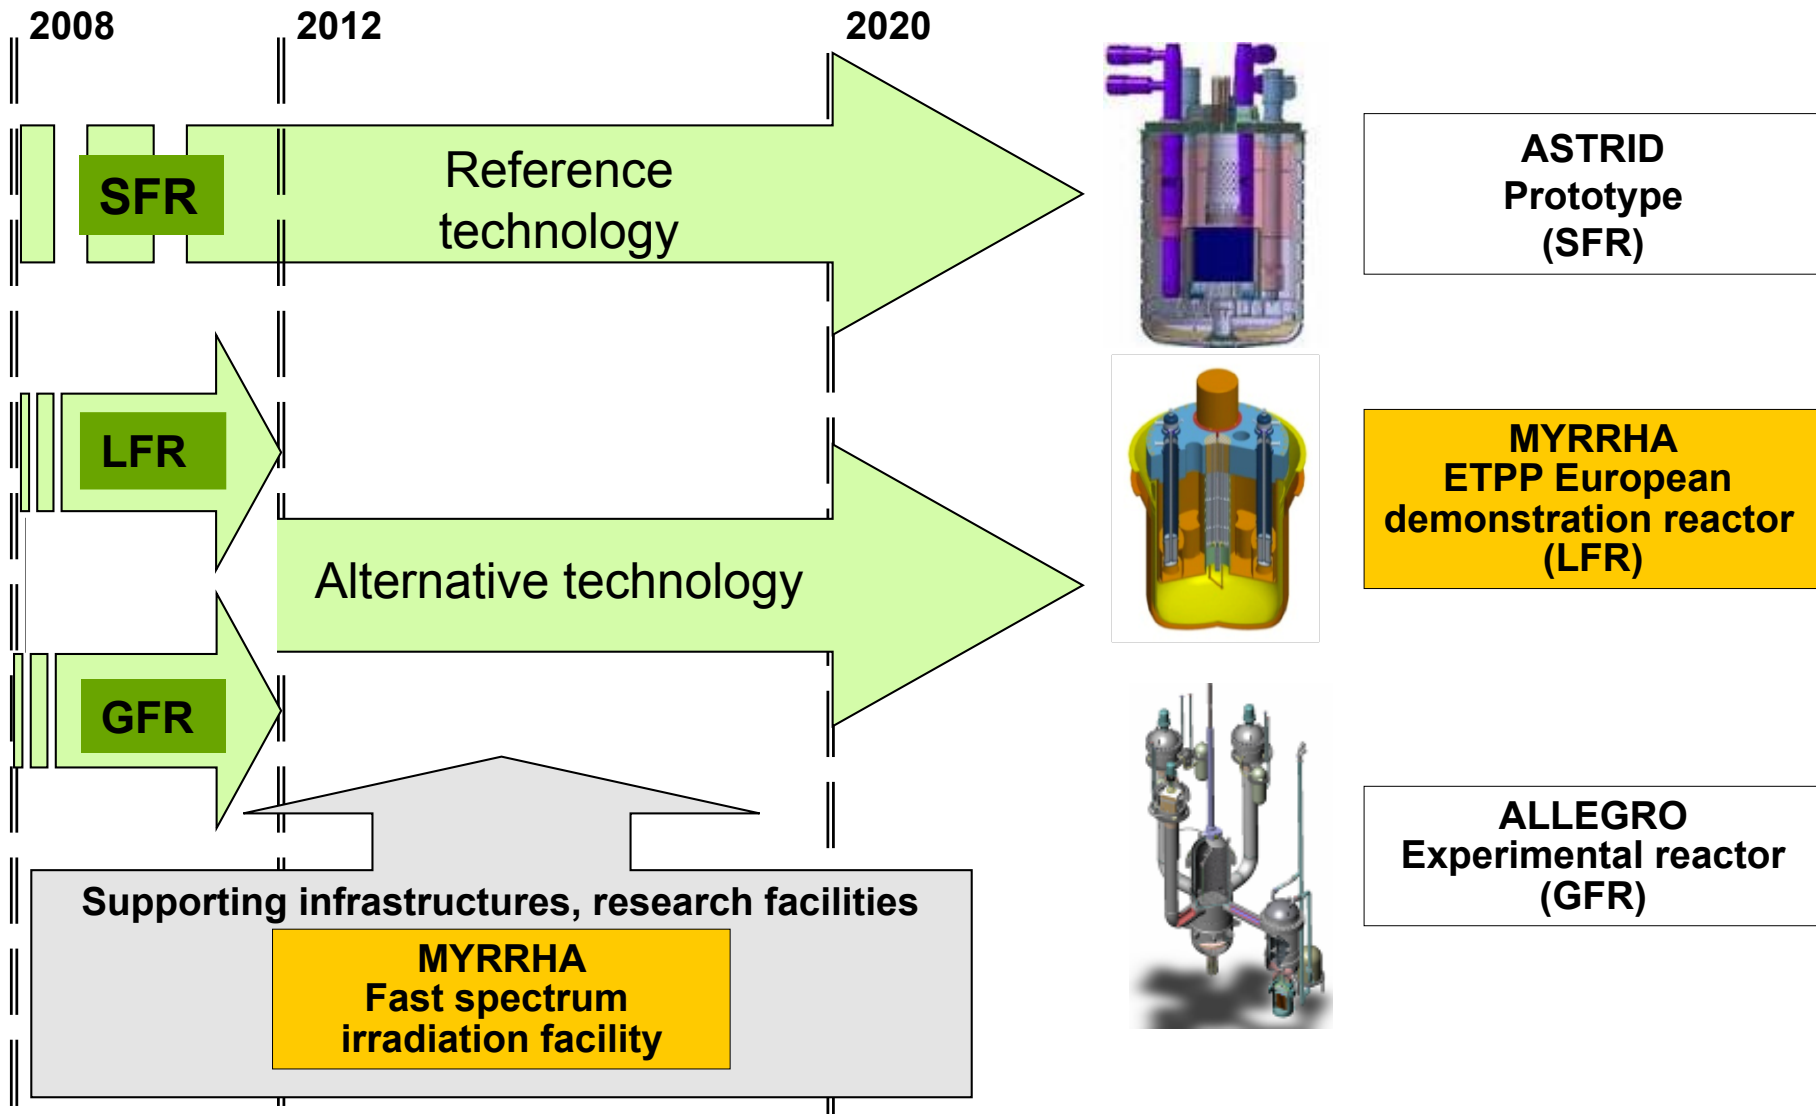 2008
2012
2020
SFR
Reference
technology
ASTRID
Prototype
(SFR)
LFR
MYRRHA
ETPP European
demonstration reactor
(LFR)
Alternative technology
GFR
ALLEGRO
Experimental reactor
(GFR)
Supporting infrastructures, research facilities
MYRRHA
Fast spectrum
irradiation facility